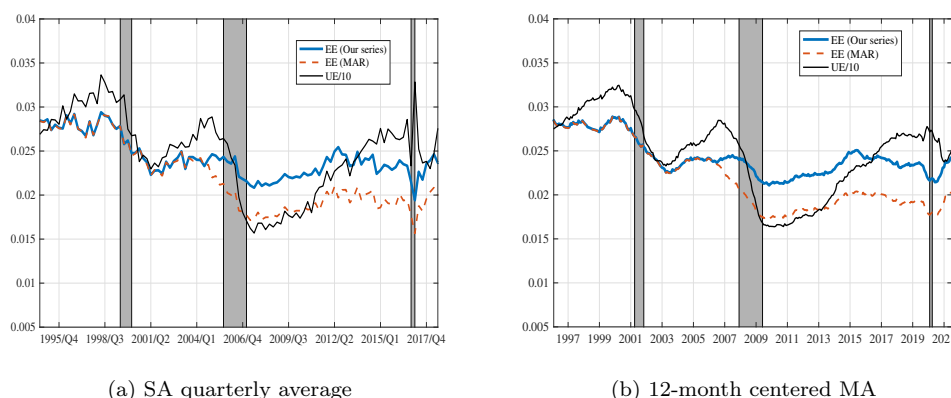 0.04
0.035
0.03
0.025
0.02
0.015
0.01
0.005
EE (Our series)
EE (MAR)
UE/10
1995/Q4 1998/Q3 2001/Q2 2004/Q1 2006/Q4 2009/Q3 2012/Q2 2015/Q1 2017/Q4
(a) SA quarterly average
0.04
0.035
0.03
0.025
0.02
0.015
0.01
0.005
EE (Our series)
EE (MAR)
UE/10
1997 1999 2001 2003 2005 2007 2009 2011 2013 2015 2017 2019 202
(b) 12-month centered MA